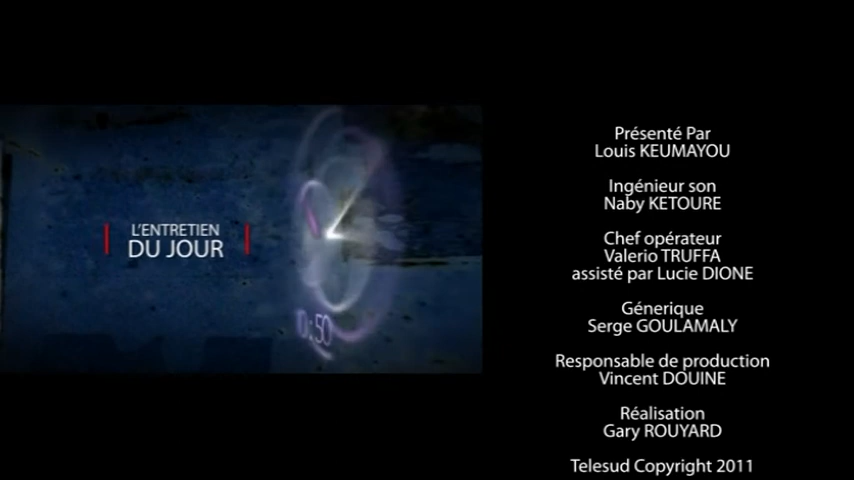 L'ENTRETIEN
DU JOUR
10:50
Présenté Par
Louis KEUMAYOU
Ingénieur son
Naby KETOURE
Chef opérateur
Valerio TRUFFA
assisté par Lucie DIONE
Génerique
Serge GOULAMALY
Responsable de production
Vincent DOUINE
Réalisation
Gary ROUYARD
Telesud Copyright 2011